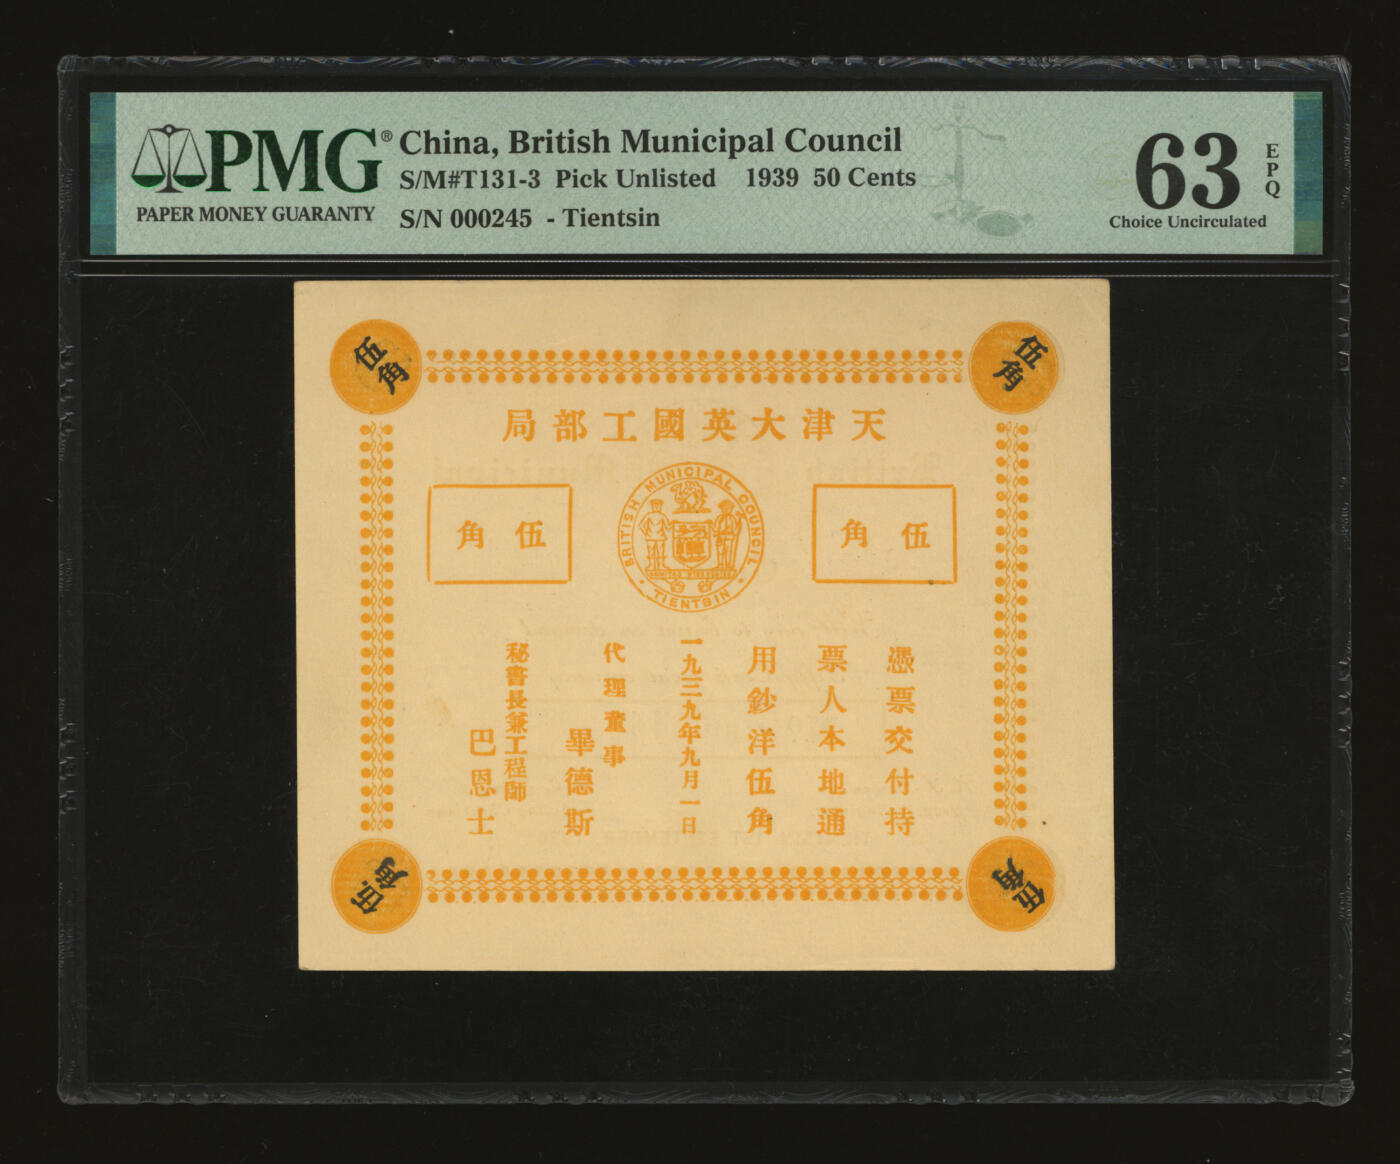 PMG®
PAPER MONEY GUARANTY
China, British Municipal Council
S/M#T131-3 Pick Unlisted 1939 50 Cents
S/N 000245 - Tientsin
63
EPQ
Choice Uncirculated
伍角
伍角
局部工國英大津天
BRITISH MUNICIPAL COUNCIL
• TIENTSIN •
角伍
角伍
憑票交付持
票人本地通
用鈔洋伍角
一九三九年九月一日
代理董事
畢德斯
秘書長兼工程師
巴恩士
伍角
伍角